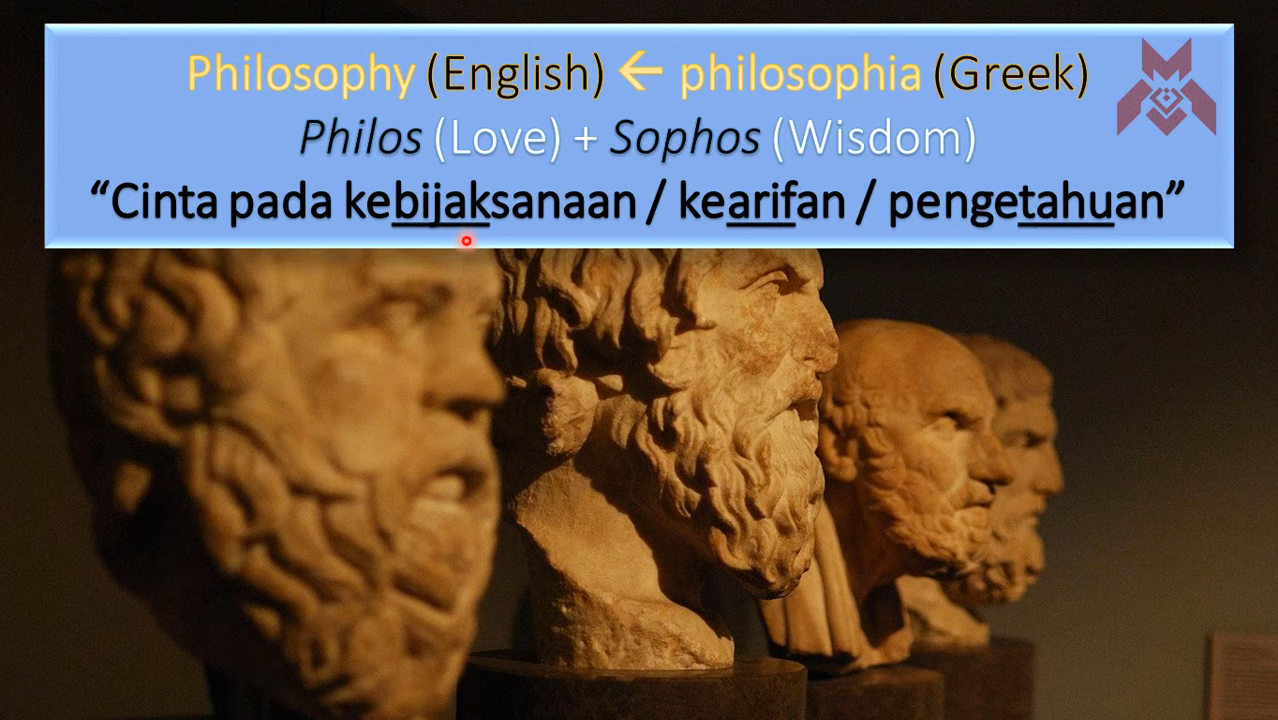 Philosophy (English) ← philosophia (Greek)
Philos (Love) + Sophos (Wisdom)
“Cinta pada kebijaksanaan / kearifan / pengetahuan”